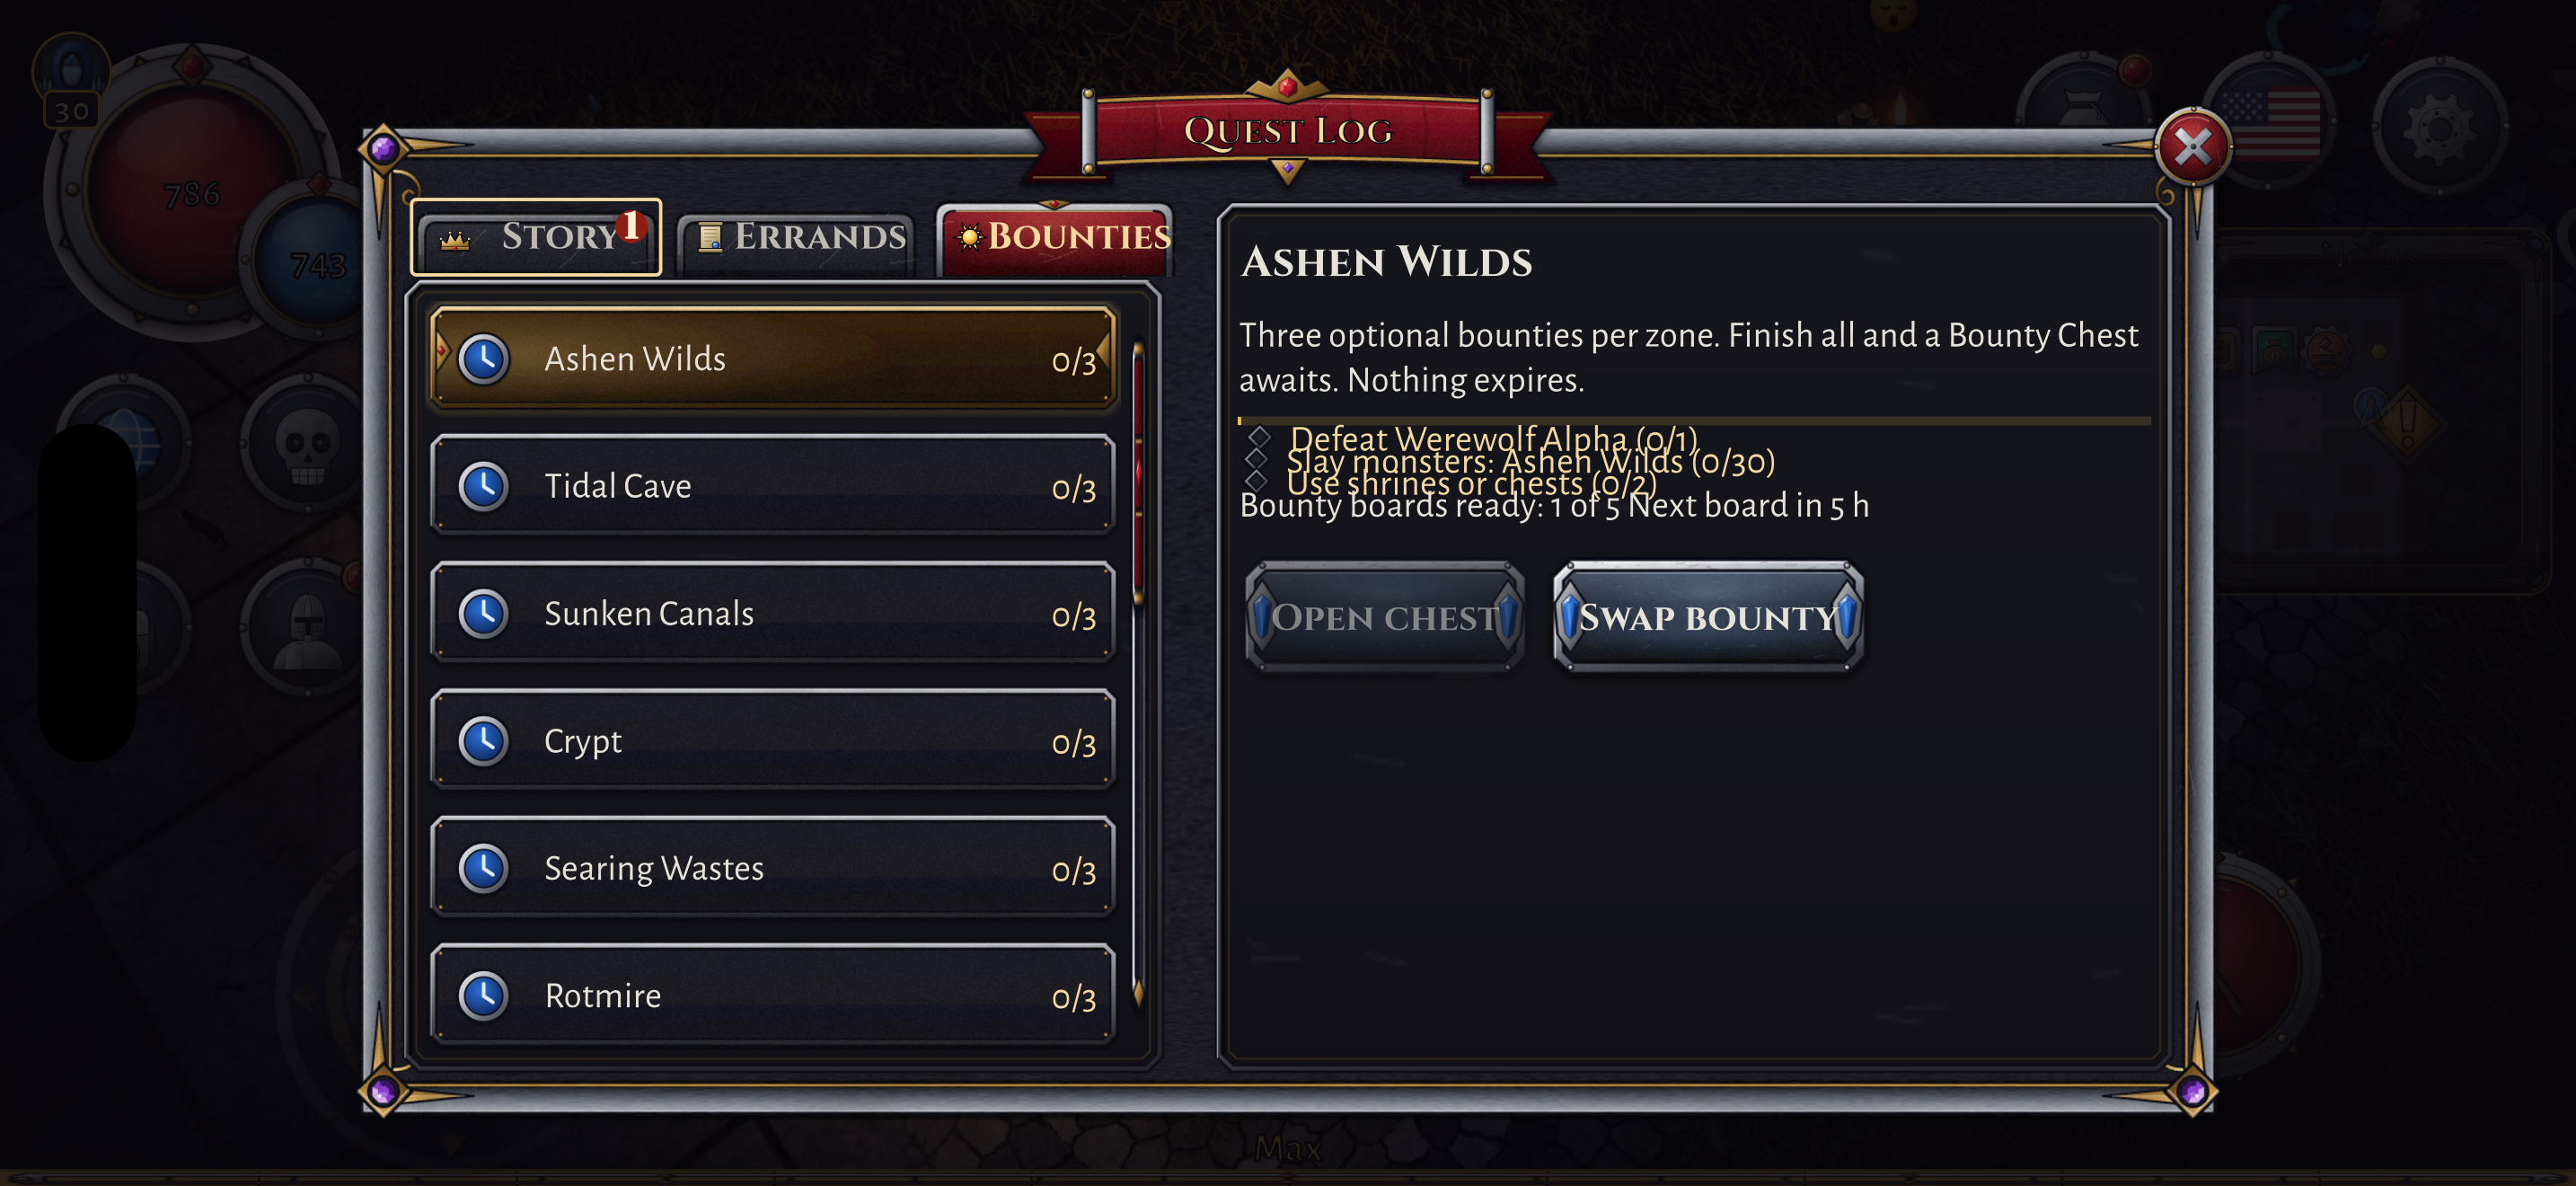 30
786
743
Quest Log
Story 1
Errands
Bounties
Ashen Wilds 0/3
Tidal Cave 0/3
Sunken Canals 0/3
Crypt 0/3
Searing Wastes 0/3
Rotmire 0/3
Ashen Wilds
Three optional bounties per zone. Finish all and a Bounty Chest
awaits. Nothing expires.
Defeat Werewolf Alpha (0/1)
Slay monsters: Ashen Wilds (0/30)
Use shrines or chests (0/2)
Bounty boards ready: 1 of 5 Next board in 5 h
Open chest
Swap bounty
Max